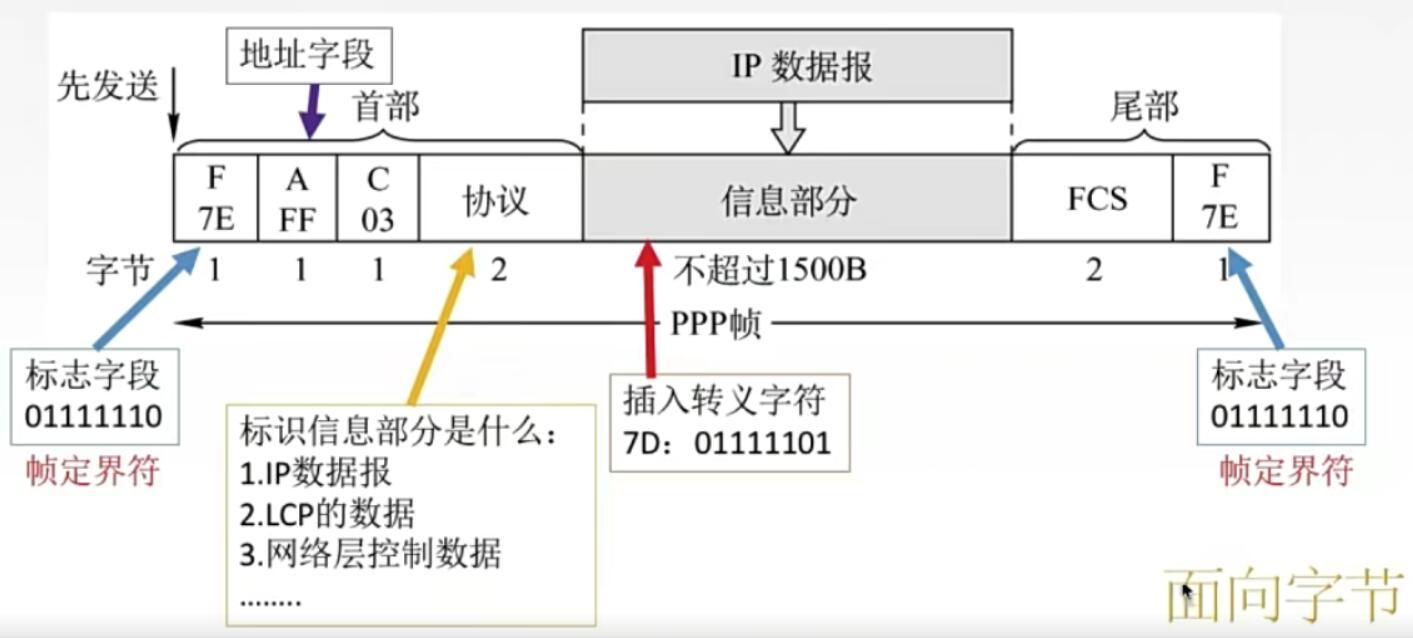 地址字段
IP 数据报
先发送
首部
尾部
F
7E
A
FF
C
03
协议
信息部分
FCS
F
7E
字节
1
1
1
2
不超过1500B
2
1
PPP帧
标志字段
01111110
帧定界符
标识信息部分是什么：
1.IP数据报
2.LCP的数据
3.网络层控制数据
........
插入转义字符
7D：01111101
标志字段
01111110
帧定界符
面向字节